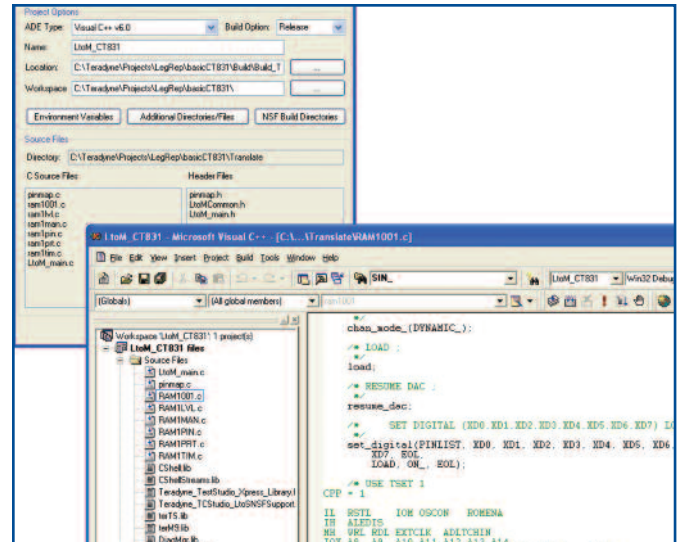 Project Options
ADE Type: Visual C++ v6.0 Build Option: Release
Name: LtoM_CT831
Location: C:\Teradyne\Projects\LegRep\basicCT831\Build\Build_T ...
Workspace C:\Teradyne\Projects\LegRep\basicCT831\ ...
Environment Variables Additional Directories/Files NSF Build Directories
Source Files
Directory: C:\Teradyne\Projects\LegRep\basicCT831\Translate
C Source Files: Header Files
pinmap.c pinmap.h
ram1001.c LtoMCommon.h
ram1lvl.c LtoM_main.h
ram1man.c
ram1pin.c
ram1prt.c
ram1tim.c
LtoM_main.c
LtoM_CT831 - Microsoft Visual C++ - [C:\...\Translate\RAM1001.c]
File Edit View Insert Project Build Tools Window Help
SIN_ LtoM_CT831 Win32 Debug
(Globals) (All global members) ram1001
Workspace 'LtoM_CT831': 1 project(s)
LtoM_CT831 files
Source Files
LtoM_main.c
pinmap.c
RAM1001.c
RAM1LVL.c
RAM1MAN.c
RAM1PIN.c
RAM1PRT.c
RAM1TIM.c
CShell.lib
CShellStreams.lib
Teradyne_TestStudio_Xpress_Library.l
Teradyne_TCStudio_LtoSNSFSupport
terTS.lib
terM9.lib
DiagMgr.lib
*/
chan_mode_(DYNAMIC_);
/* LOAD ;
*/
load;
/* RESUME DAC ;
*/
resume_dac;
/* SET DIGITAL (XD0,XD1,XD2,XD3,XD4,XD5,XD6,XD7) LO
*/
set_digital(PINLIST, XD0, XD1, XD2, XD3, XD4, XD5, XD6,
XD7, EOL,
LOAD, ON_, EOL);
/* USE TSET 1
CPP = 1
IL RSTL IOM OSCON ROMENA
IH ALEDIS
MH WRL RDL EXTCLK ADLTCHIN